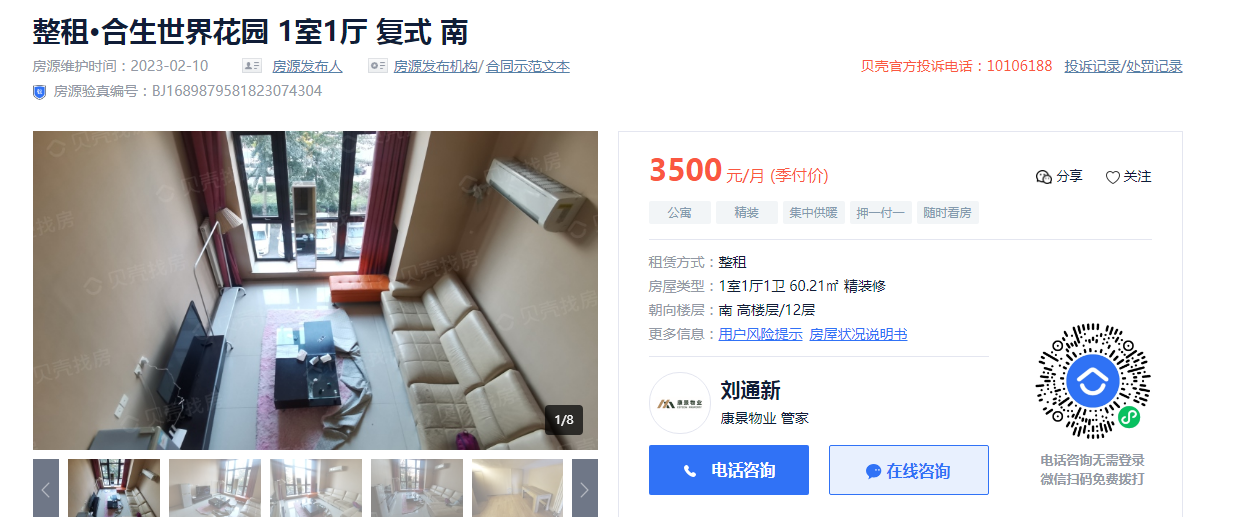 整租•合生世界花园 1室1厅 复式 南
房源维护时间：2023-02-10 房源发布人 房源发布机构/合同示范文本
贝壳官方投诉电话：10106188 投诉记录/处罚记录
房源验真编号：BJ1689879581823074304
贝壳找房
1/8
3500 元/月 (季付价)
分享 关注
公寓 精装 集中供暖 押一付一 随时看房
租赁方式：整租
房屋类型：1室1厅1卫 60.21㎡ 精装修
朝向楼层：南 高楼层/12层
更多信息：用户风险提示 房屋状况说明书
康景物业
刘通新
康景物业 管家
电话咨询 在线咨询
电话咨询无需登录
微信扫码免费拨打